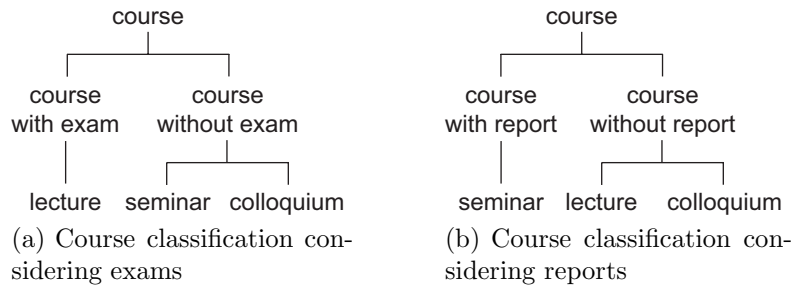 course
course
with exam
course
without exam
lecture
seminar
colloquium
(a) Course classification con-
sidering exams
course
course
with report
course
without report
seminar
lecture
colloquium
(b) Course classification con-
sidering reports